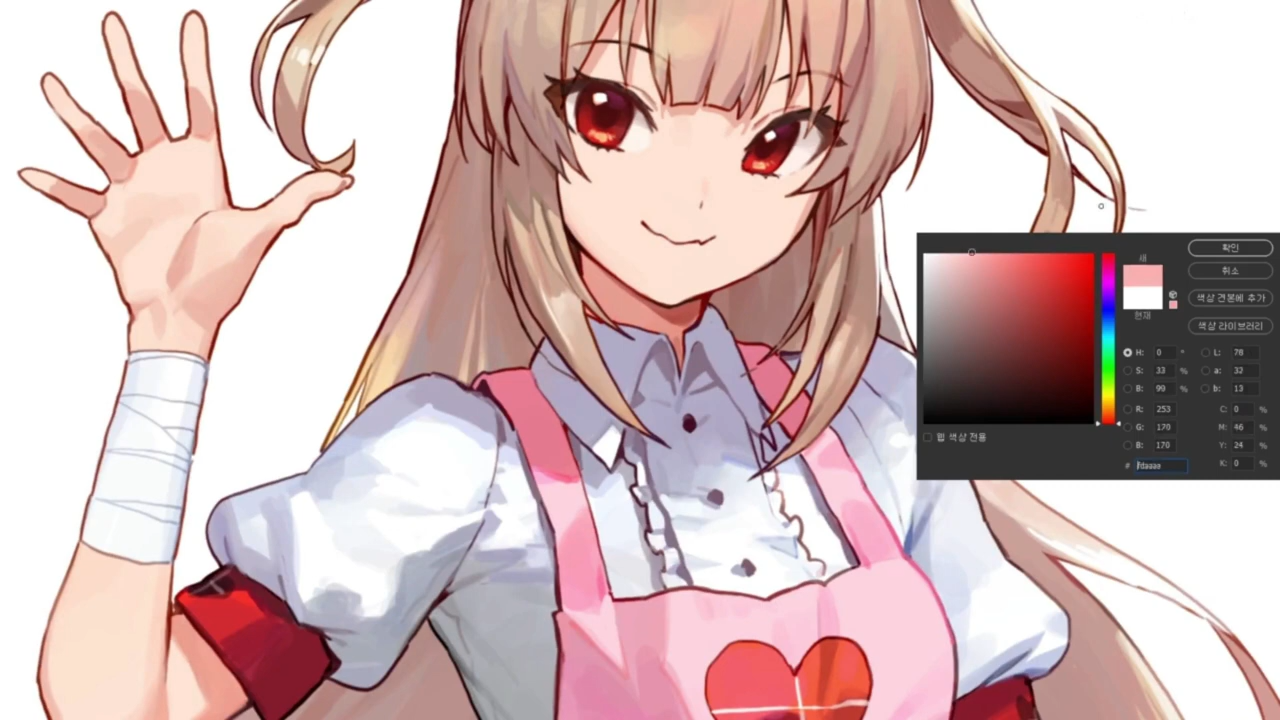 확인
새
취소
색상 견본에 추가
현재
색상 라이브러리
H: 0 ° L: 78
S: 33 % a: 32
B: 99 % b: 13
R: 253 C: 0 %
G: 170 M: 46 %
웹 색상 전용
B: 170 Y: 24 %
# fdaaaa K: 0 %